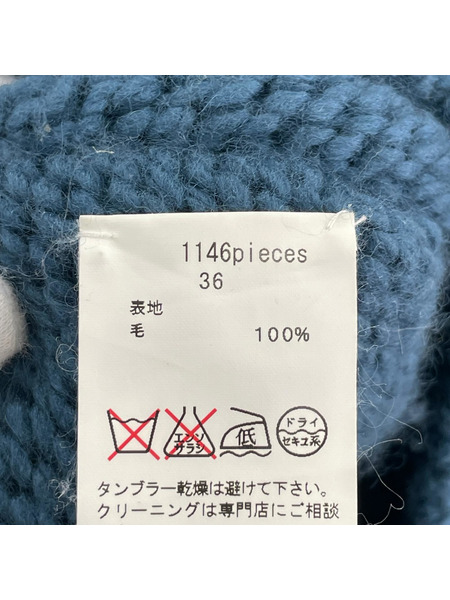 1146pieces
36
表地
毛 100%
エンソ サラシ 低 ドライ セキユ系
タンブラー乾燥は避けて下さい。
クリーニングは専門店にご相談